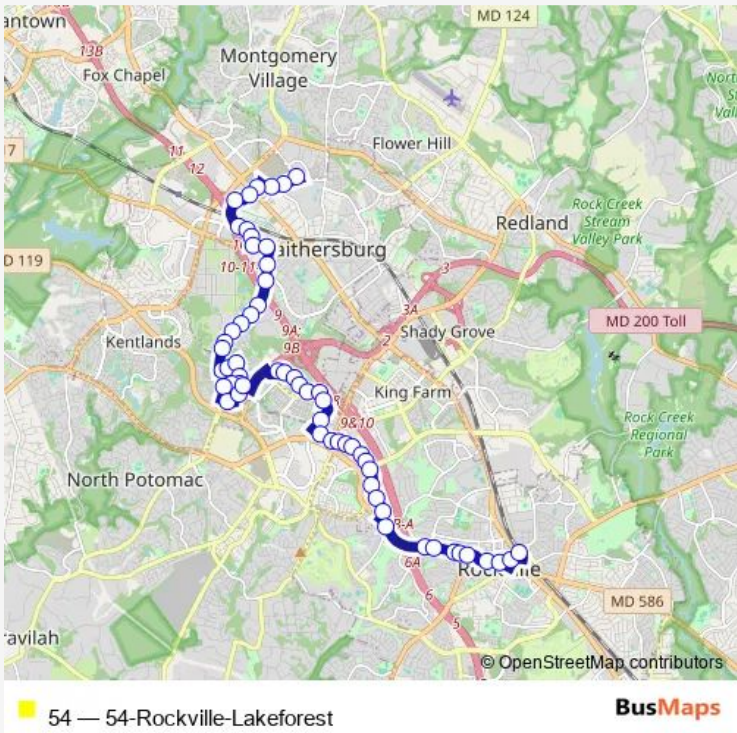 MD 124
antown
13B
Montgomery
Village
Fox Chapel
North
Flower Hill
7
11
12
Rock Creek
Stream
Valley Park
Redland
aithersburg
D 119
10-11
3
3A
MD 200 Toll
9
9A;
9B
2
Shady Grove
Kentlands
King Farm
9&10
Rock Creek
Regional
Park
North Potomac
6A
Rockville
MD 586
6
5
ravilah
© OpenStreetMap contributors
54 — 54-Rockville-Lakeforest
BusMaps